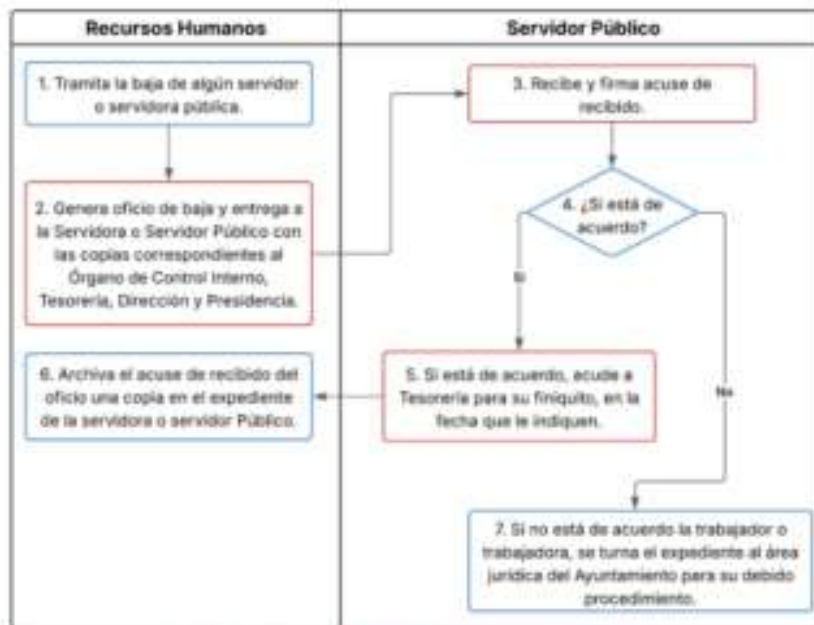 Recursos Humanos
Servidor Público
1. Tramita la baja de algún servidor
o servidora pública.
2. Genera oficio de baja y entrega a
la Servidora o Servidor Público con
las copias correspondientes al
Órgano de Control Interno,
Tesorería, Dirección y Presidencia.
3. Recibe y firma acuse de
recibido.
4. ¿Si está de
acuerdo?
Si
No
5. Si está de acuerdo, acude a
Tesorería para su finiquito, en la
fecha que le indiquen.
6. Archiva el acuse de recibido del
oficio una copia en el expediente
de la servidora o servidor Público.
7. Si no está de acuerdo la trabajador o
trabajadora, se turna el expediente al área
jurídica del Ayuntamiento para su debido
procedimiento.